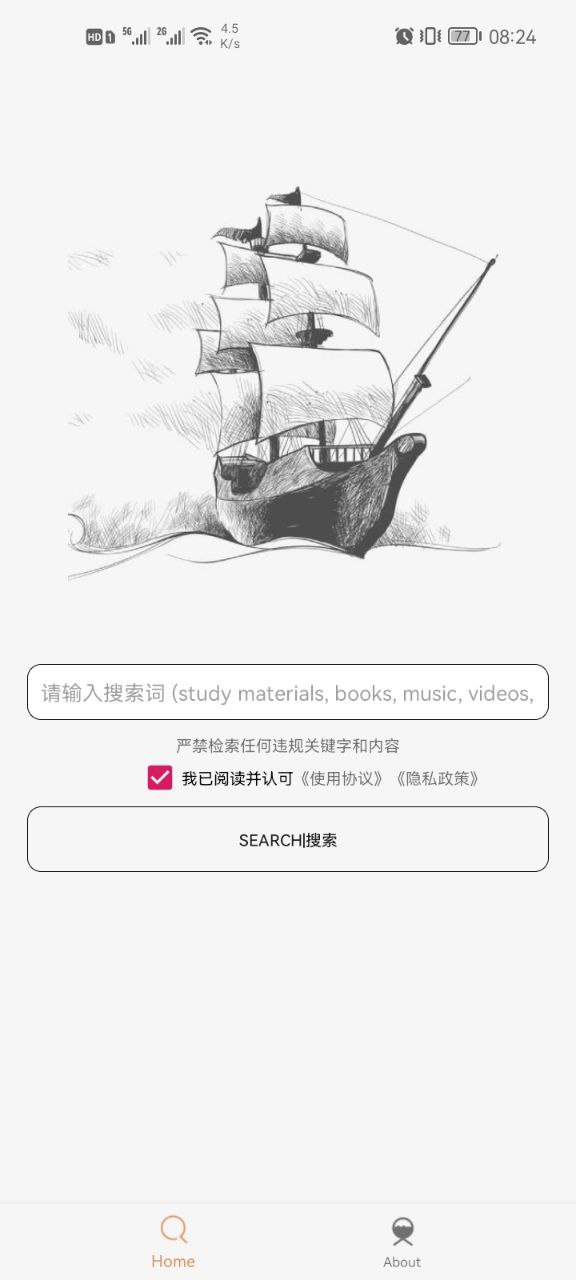 HD 1 5G 2G 4.5 K/s 77 08:24
请输入搜索词 (study materials, books, music, videos,
严禁检索任何违规关键字和内容
我已阅读并认可《使用协议》《隐私政策》
SEARCH|搜索
Home
About